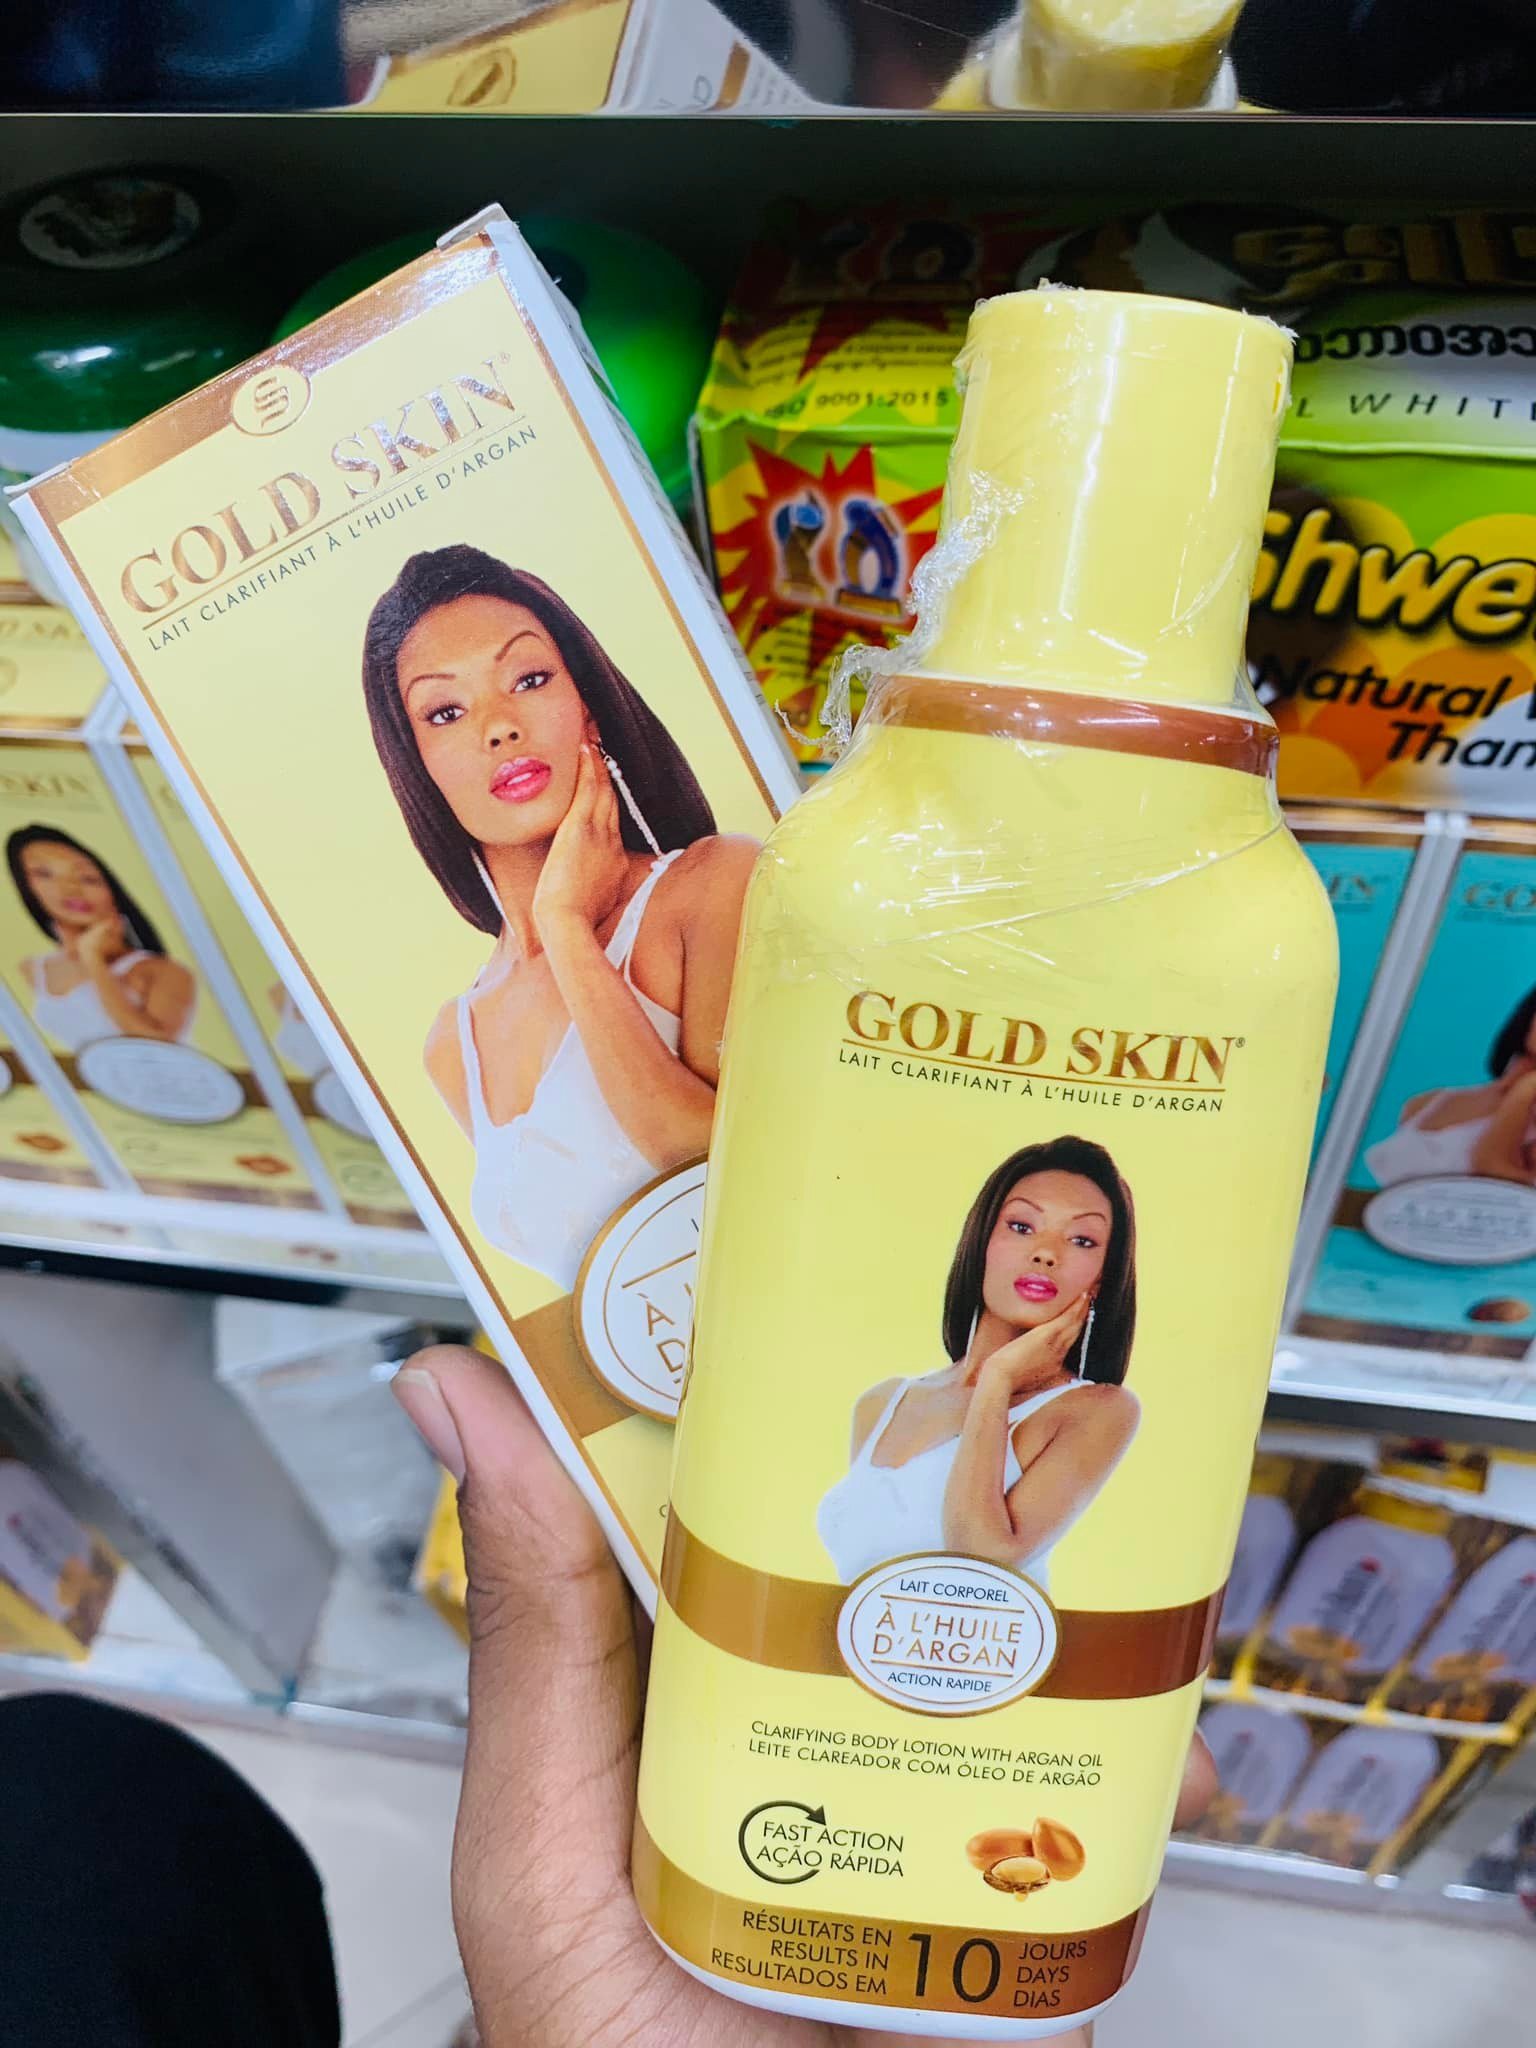 GOLD SKIN®
LAIT CLARIFIANT À L'HUILE D'ARGAN
GOLD SKIN®
LAIT CLARIFIANT À L'HUILE D'ARGAN
LAIT CORPOREL
À L'HUILE
D'ARGAN
ACTION RAPIDE
CLARIFYING BODY LOTION WITH ARGAN OIL
LEITE CLAREADOR COM ÓLEO DE ARGÃO
FAST ACTION
AÇÃO RÁPIDA
RÉSULTATS EN
RESULTS IN
RESULTADOS EM
10
JOURS
DAYS
DIAS
ISO 9001:2015
L WHIT
Shwe
Natural
Than